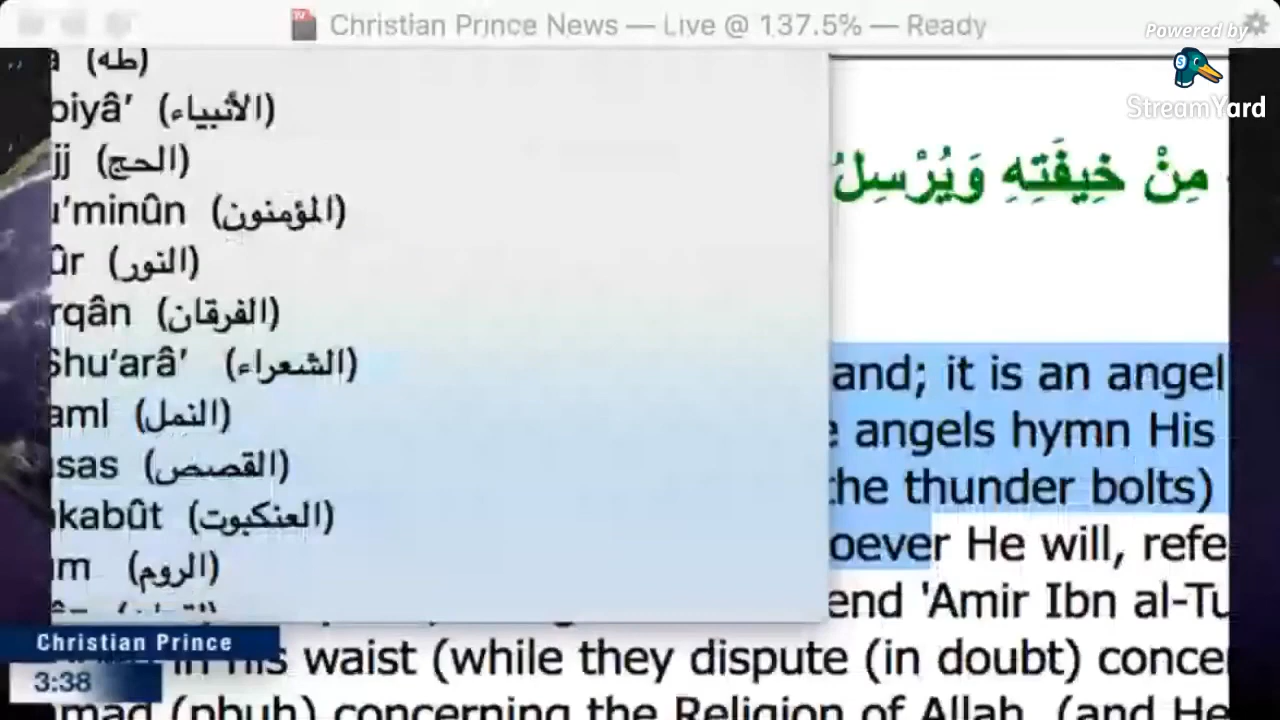 Christian Prince News — Live @ 137.5% — Ready
Powered by
StreamYard
(طه)
biyâ’ (الأنبياء)
jj (الحج)
u’minûn (المؤمنون)
ûr (النور)
rqân (الفرقان)
Shu’arâ’ (الشعراء)
aml (النمل)
sas (القصص)
kabût (العنكبوت)
m (الروم)
مِنْ خِيفَتِهِ وَيُرْسِلُ
and; it is an angel
e angels hymn His
the thunder bolts)
oever He will, refe
end 'Amir Ibn al-Tu
in his waist (while they dispute (in doubt) concer
mad (pbuh) concerning the Religion of Allah, (and He
Christian Prince
3:38